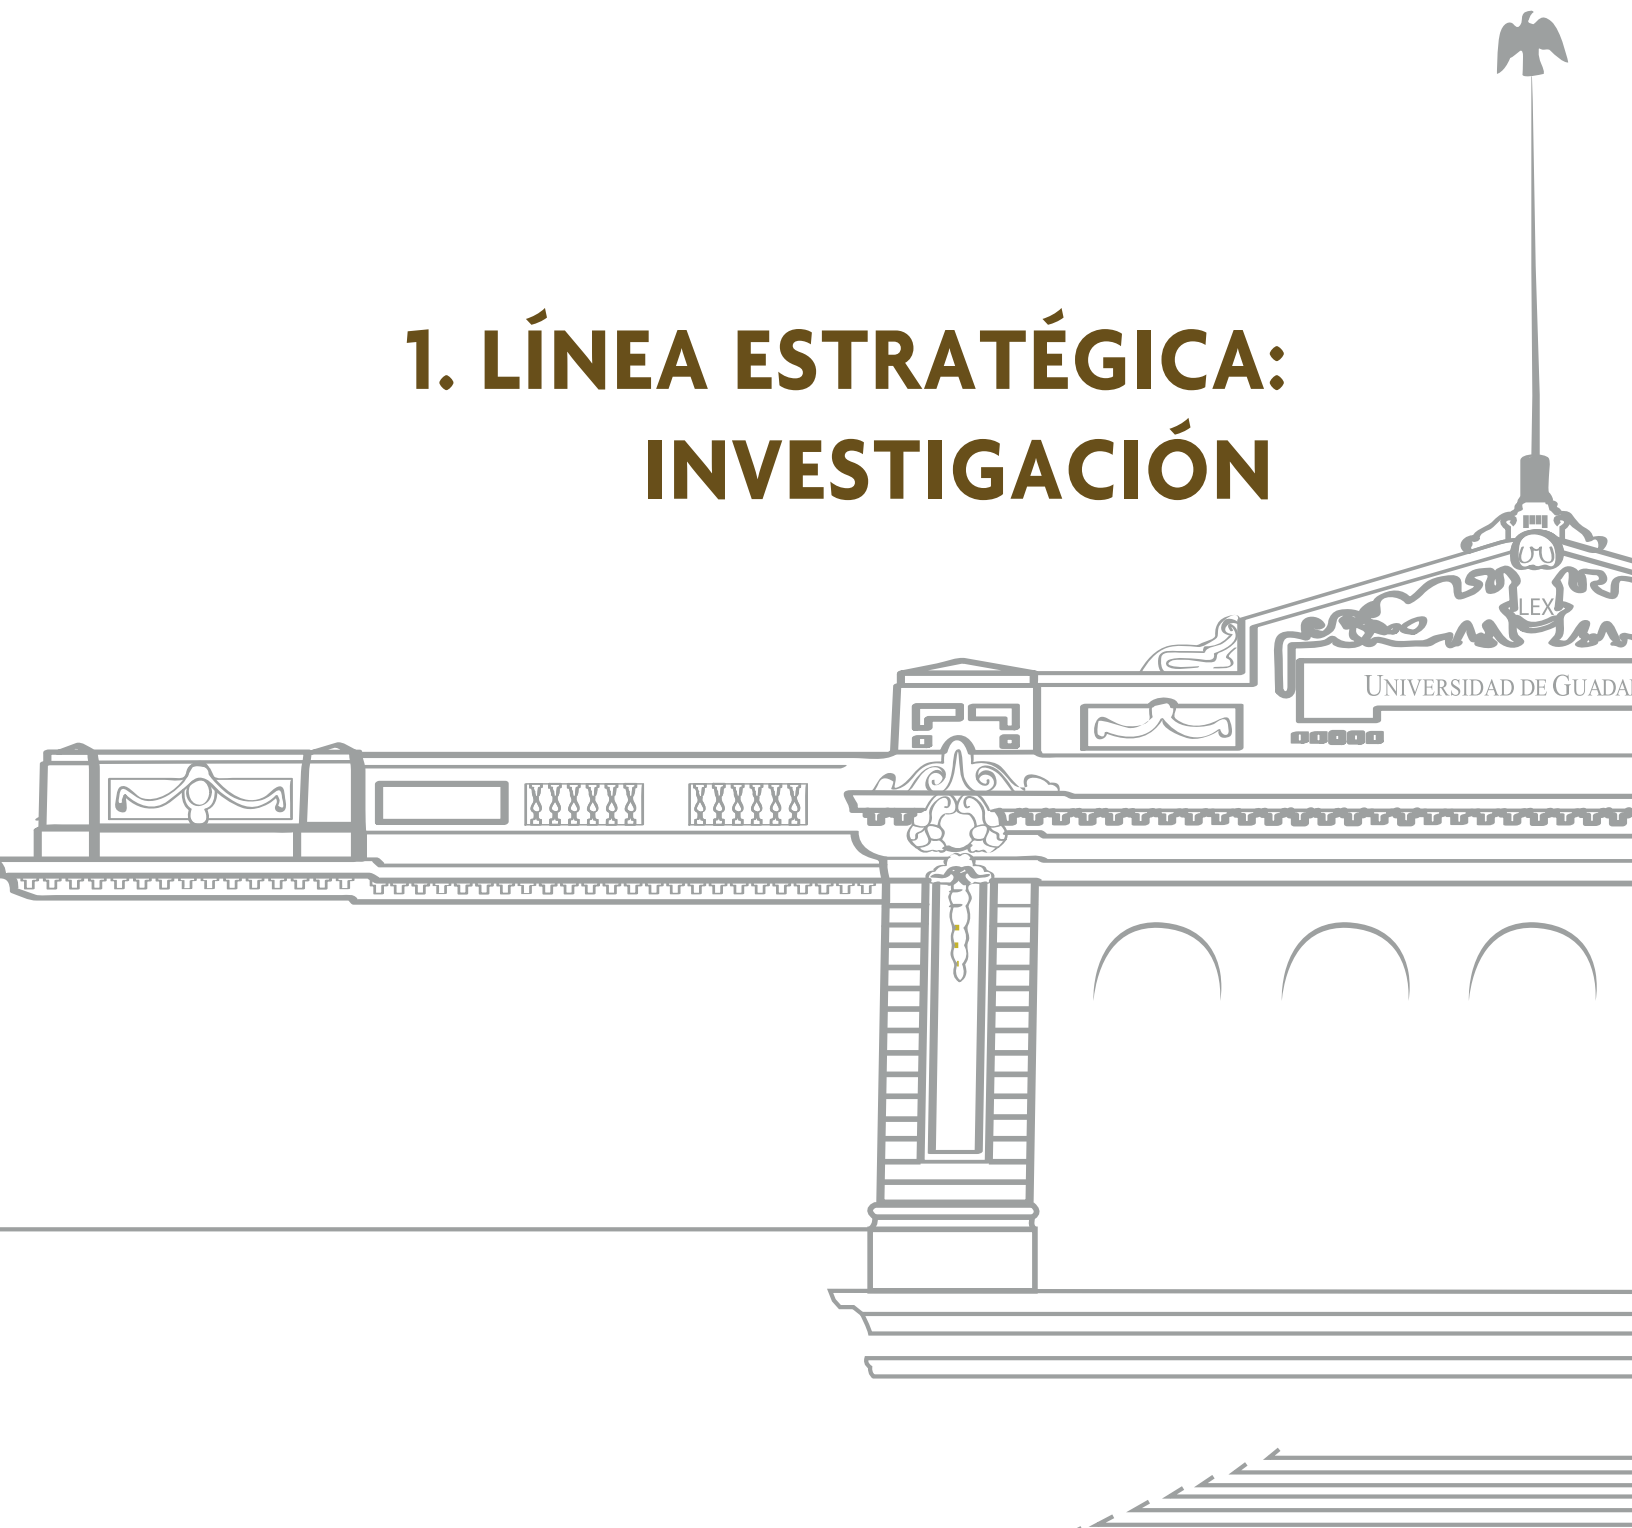 1. LÍNEA ESTRATÉGICA:
INVESTIGACIÓN
LEX
UNIVERSIDAD DE GUADA